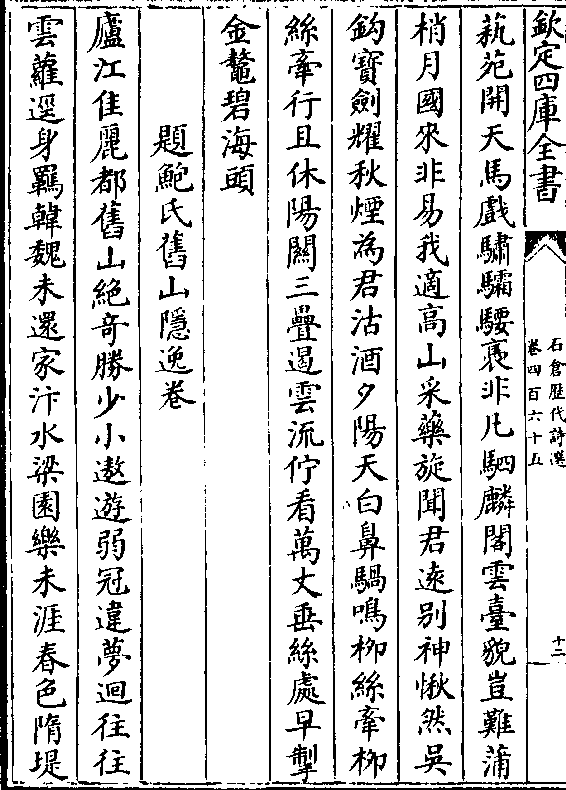 欽定四庫全書
石倉歴代詩選
卷四百六十五
十二
蓺苑開天馬戲驌驦騕褭非凡駟麟閣雲臺貌豈難蒲
梢月國來非易我適髙山采藥旋聞君逺别神愀然吳
鈎寶劍耀秋煙為君沽酒夕陽天白鼻騧鳴柳絲牽柳
絲牽行且休陽闗三疊遏雲流佇看萬丈垂絲處早掣
金鼇碧海頭
題鮑氏舊山隱逸卷
廬江佳麗都舊山絶竒勝少小遨遊弱冠違夢迴往往
雲蘿逕身羈韓魏未還家汴水梁園樂未涯春色隋堤